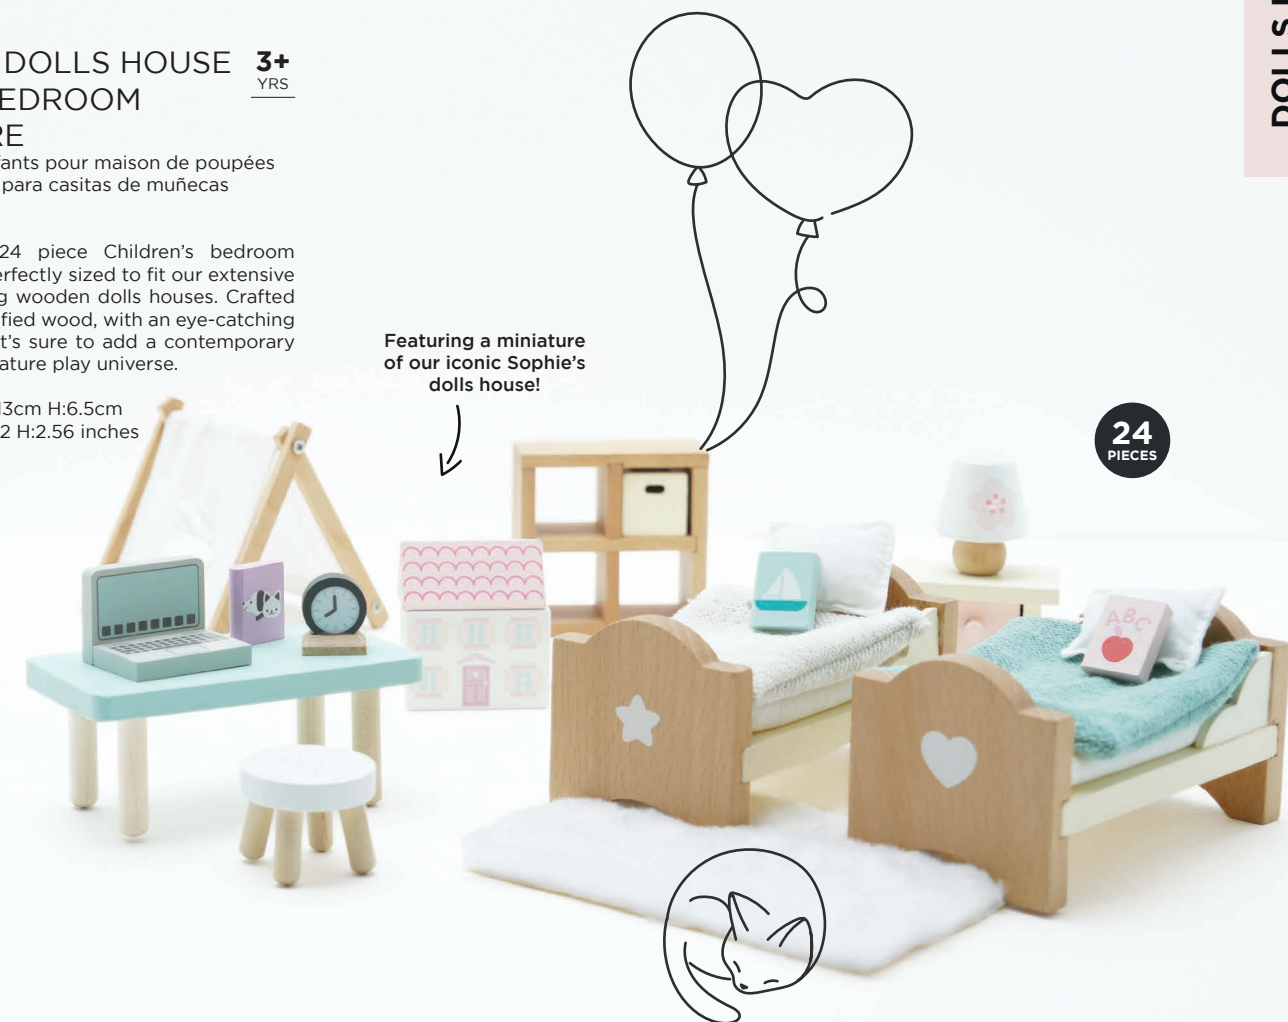 DOLLS HOUSE
EDROOM
RE
3+
YRS
fants pour maison de poupées
para casitas de muñecas
24 piece Children’s bedroom
erfectly sized to fit our extensive
g wooden dolls houses. Crafted
fied wood, with an eye-catching
t’s sure to add a contemporary
ature play universe.
13cm H:6.5cm
2 H:2.56 inches
Featuring a miniature
of our iconic Sophie’s
dolls house!
24
PIECES
ABC
DOLLS